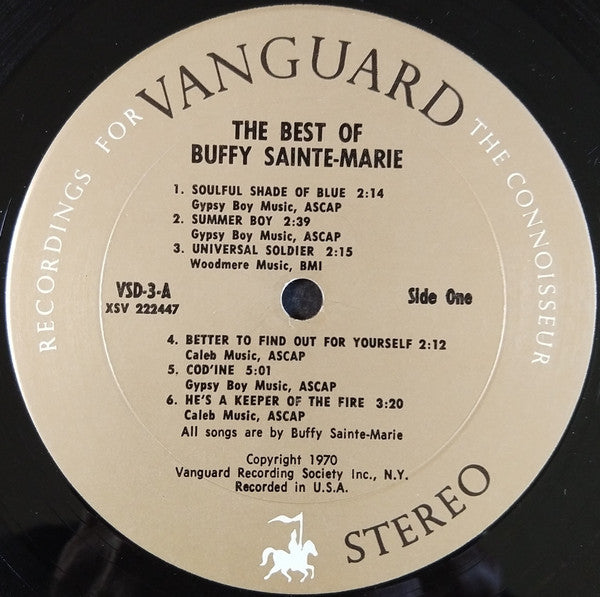 RECORDINGS FOR
VANGUARD
THE CONNOISSEUR
THE BEST OF
BUFFY SAINTE-MARIE
1. SOULFUL SHADE OF BLUE 2:14
Gypsy Boy Music, ASCAP
2. SUMMER BOY 2:39
Gypsy Boy Music, ASCAP
3. UNIVERSAL SOLDIER 2:15
Woodmere Music, BMI
VSD-3-A
XSV 222447
Side One
4. BETTER TO FIND OUT FOR YOURSELF 2:12
Caleb Music, ASCAP
5. COD'INE 5:01
Gypsy Boy Music, ASCAP
6. HE'S A KEEPER OF THE FIRE 3:20
Caleb Music, ASCAP
All songs are by Buffy Sainte-Marie
Copyright 1970
Vanguard Recording Society Inc., N.Y.
Recorded in U.S.A.
STEREO